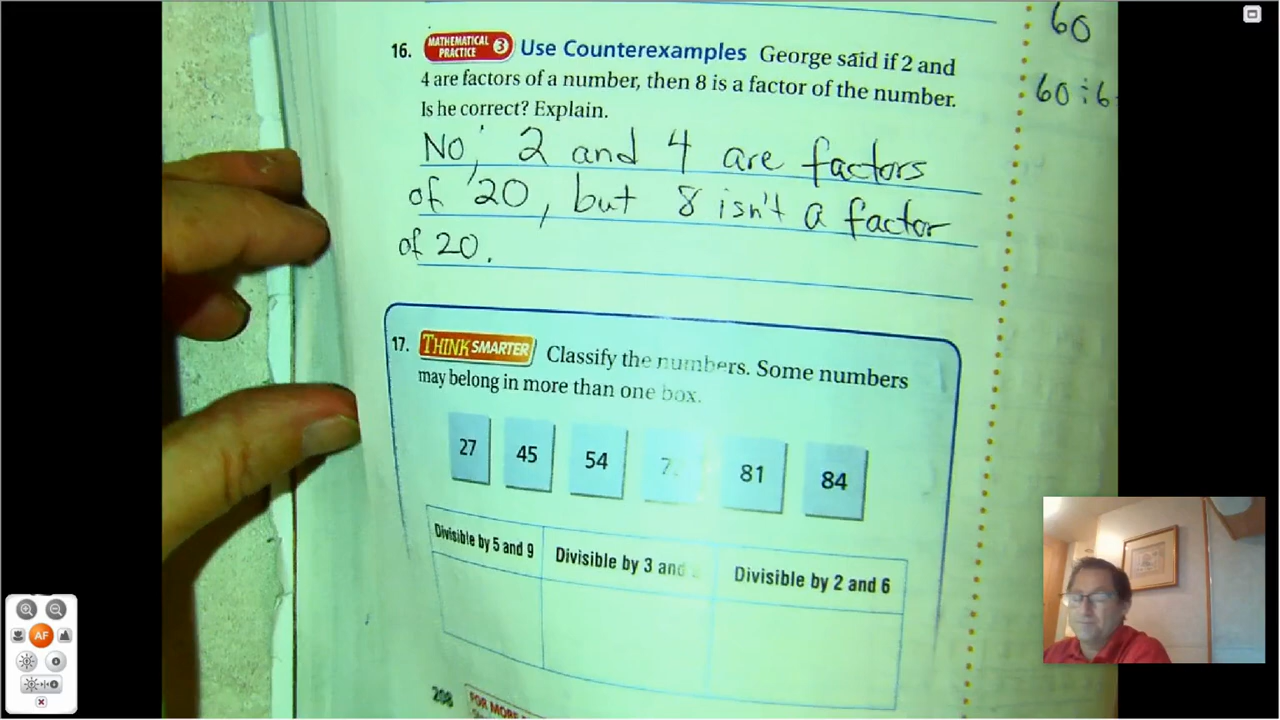 60
60÷6
16. MATHEMATICAL PRACTICE 3 Use Counterexamples George said if 2 and
4 are factors of a number, then 8 is a factor of the number.
Is he correct? Explain.
No, 2 and 4 are factors
of 20, but 8 isn't a factor
of 20.
17. THINK SMARTER Classify the numbers. Some numbers
may belong in more than one box.
27 45 54 81 84
Divisible by 5 and 9 Divisible by 3 and Divisible by 2 and 6
208
FOR MORE
AF